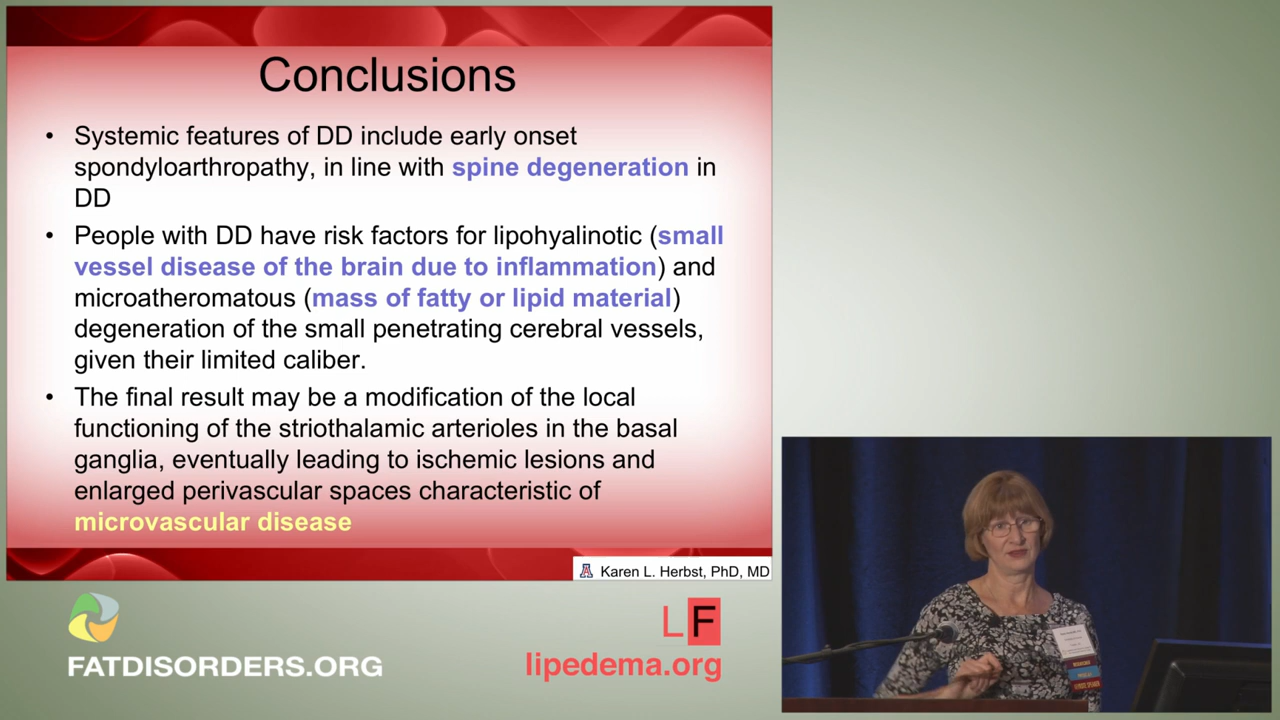 Conclusions
• Systemic features of DD include early onset
spondyloarthropathy, in line with spine degeneration in
DD
• People with DD have risk factors for lipohyalinotic (small
vessel disease of the brain due to inflammation) and
microatheromatous (mass of fatty or lipid material)
degeneration of the small penetrating cerebral vessels,
given their limited caliber.
• The final result may be a modification of the local
functioning of the striothalamic arterioles in the basal
ganglia, eventually leading to ischemic lesions and
enlarged perivascular spaces characteristic of
microvascular disease
A Karen L. Herbst, PhD, MD
FATDISORDERS.ORG
LF
lipedema.org